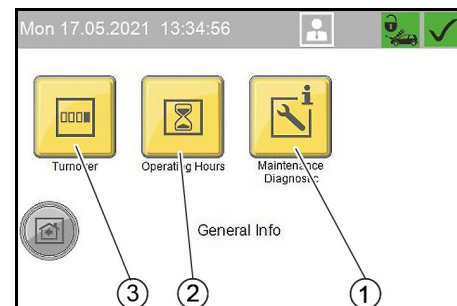 Mon 17.05.2021 13:34:56
Turnover
Operating Hours
Maintenance
Diagnostic
General Info
3
2
1